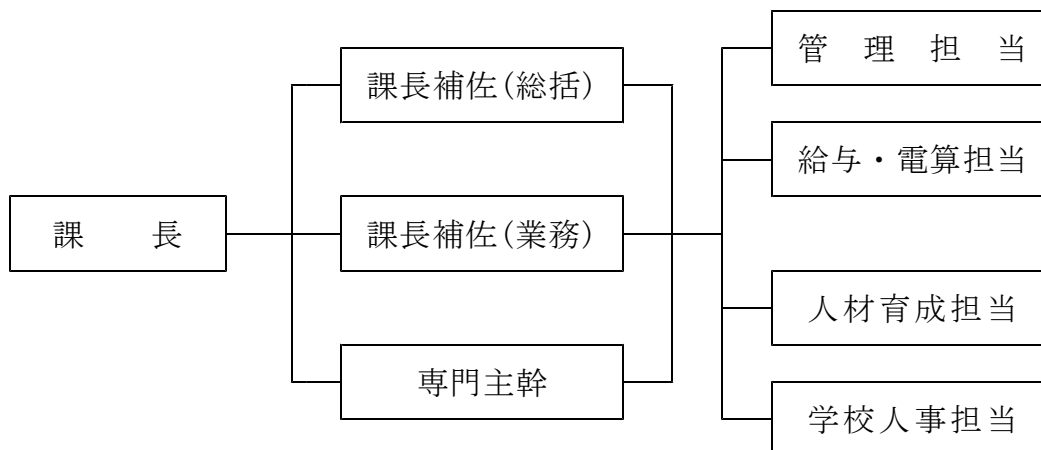 課長
課長補佐(総括)
課長補佐(業務)
専門主幹
管理担当
給与・電算担当
人材育成担当
学校人事担当